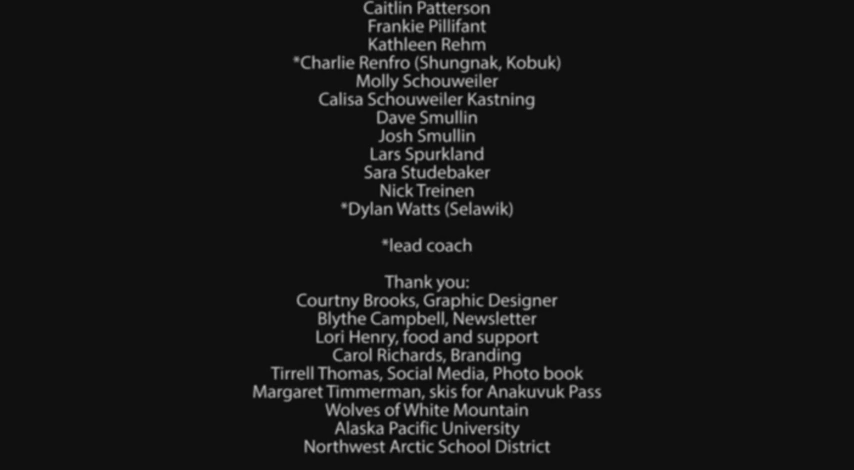 Caitlin Patterson
Frankie Pillifant
Kathleen Rehm
*Charlie Renfro (Shungnak, Kobuk)
Molly Schouweiler
Calisa Schouweiler Kastning
Dave Smullin
Josh Smullin
Lars Spurkland
Sara Studebaker
Nick Treinen
*Dylan Watts (Selawik)
*lead coach
Thank you:
Courtny Brooks, Graphic Designer
Blythe Campbell, Newsletter
Lori Henry, food and support
Carol Richards, Branding
Tirrell Thomas, Social Media, Photo book
Margaret Timmerman, skis for Anakuvuk Pass
Wolves of White Mountain
Alaska Pacific University
Northwest Arctic School District